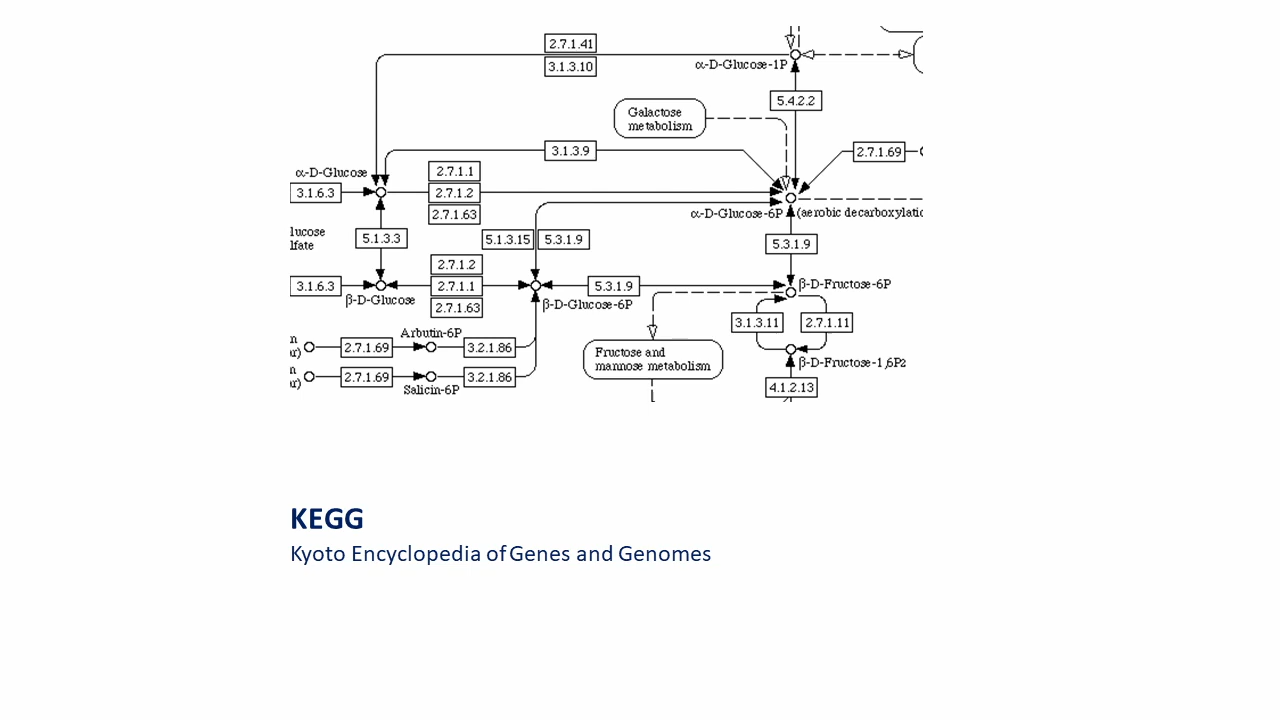 2.7.1.41
3.1.3.10
α-D-Glucose-1P
5.4.2.2
Galactose
metabolism
3.1.3.9
2.7.1.69
α-D-Glucose
2.7.1.1
3.1.6.3
2.7.1.2
2.7.1.63
α-D-Glucose-6P
(aerobic decarboxylatio
lucose
lfate
5.1.3.3
5.1.3.15
5.3.1.9
5.3.1.9
2.7.1.2
3.1.6.3
2.7.1.1
5.3.1.9
β-D-Fructose-6P
β-D-Glucose
2.7.1.63
β-D-Glucose-6P
3.1.3.11
2.7.1.11
Arbutin-6P
n
ur)
2.7.1.69
3.2.1.86
Fructose and
mannose metabolism
β-D-Fructose-1,6P2
n
ur)
2.7.1.69
3.2.1.86
Salicin-6P
4.1.2.13
KEGG
Kyoto Encyclopedia of Genes and Genomes